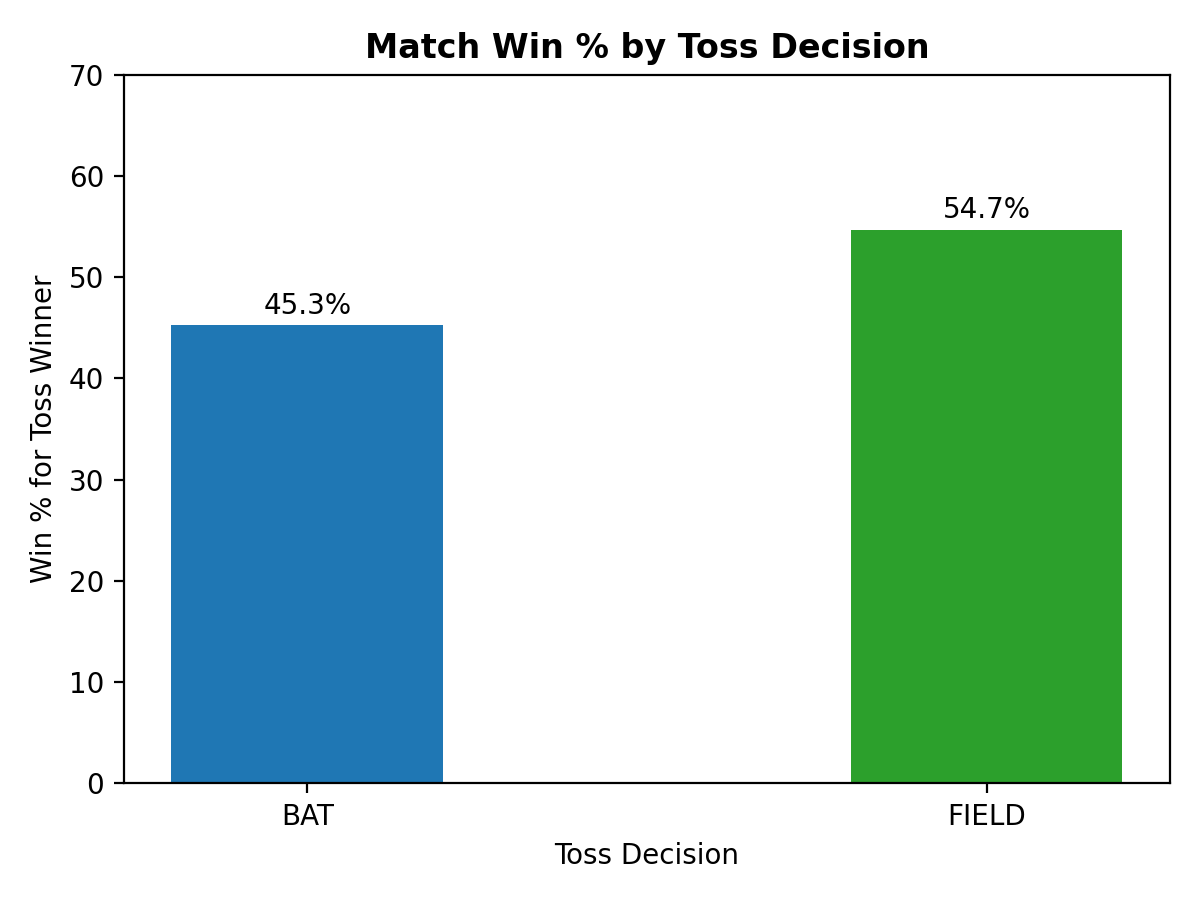 Match Win % by Toss Decision
70
60
50
40
30
20
10
0
Win % for Toss Winner
45.3%
54.7%
BAT
FIELD
Toss Decision